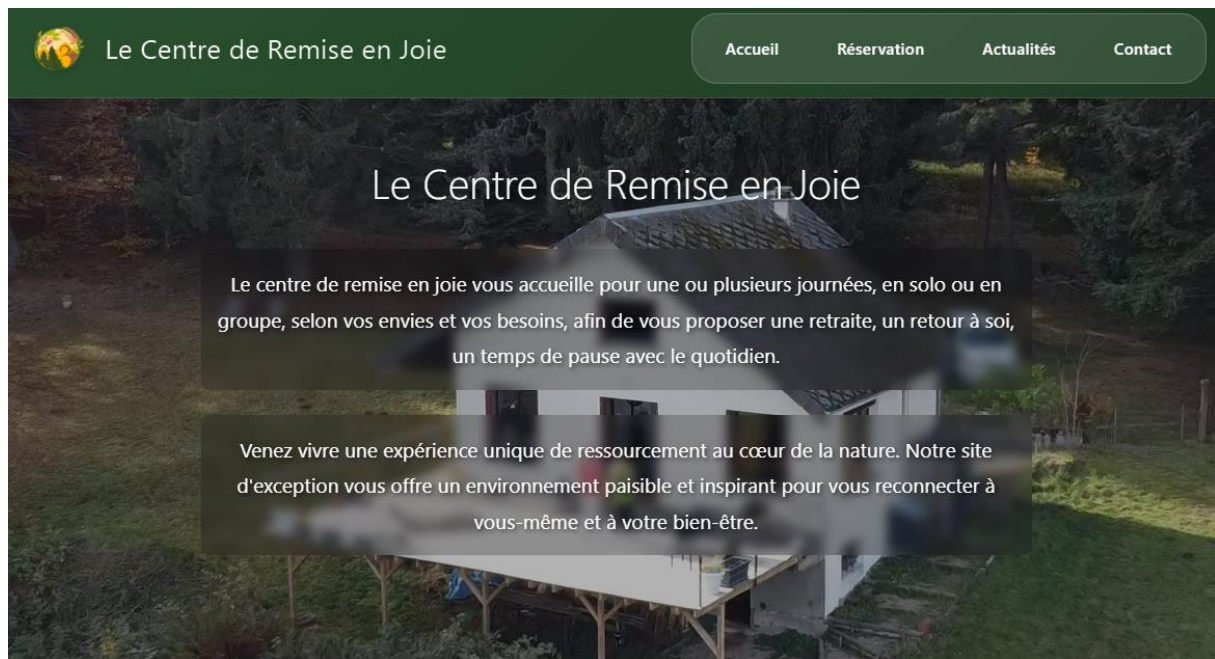 Le Centre de Remise en Joie
Accueil
Réservation
Actualités
Contact
Le Centre de Remise en Joie
Le centre de remise en joie vous accueille pour une ou plusieurs journées, en solo ou en
groupe, selon vos envies et vos besoins, afin de vous proposer une retraite, un retour à soi,
un temps de pause avec le quotidien.
Venez vivre une expérience unique de ressourcement au cœur de la nature. Notre site
d'exception vous offre un environnement paisible et inspirant pour vous reconnecter à
vous-même et à votre bien-être.